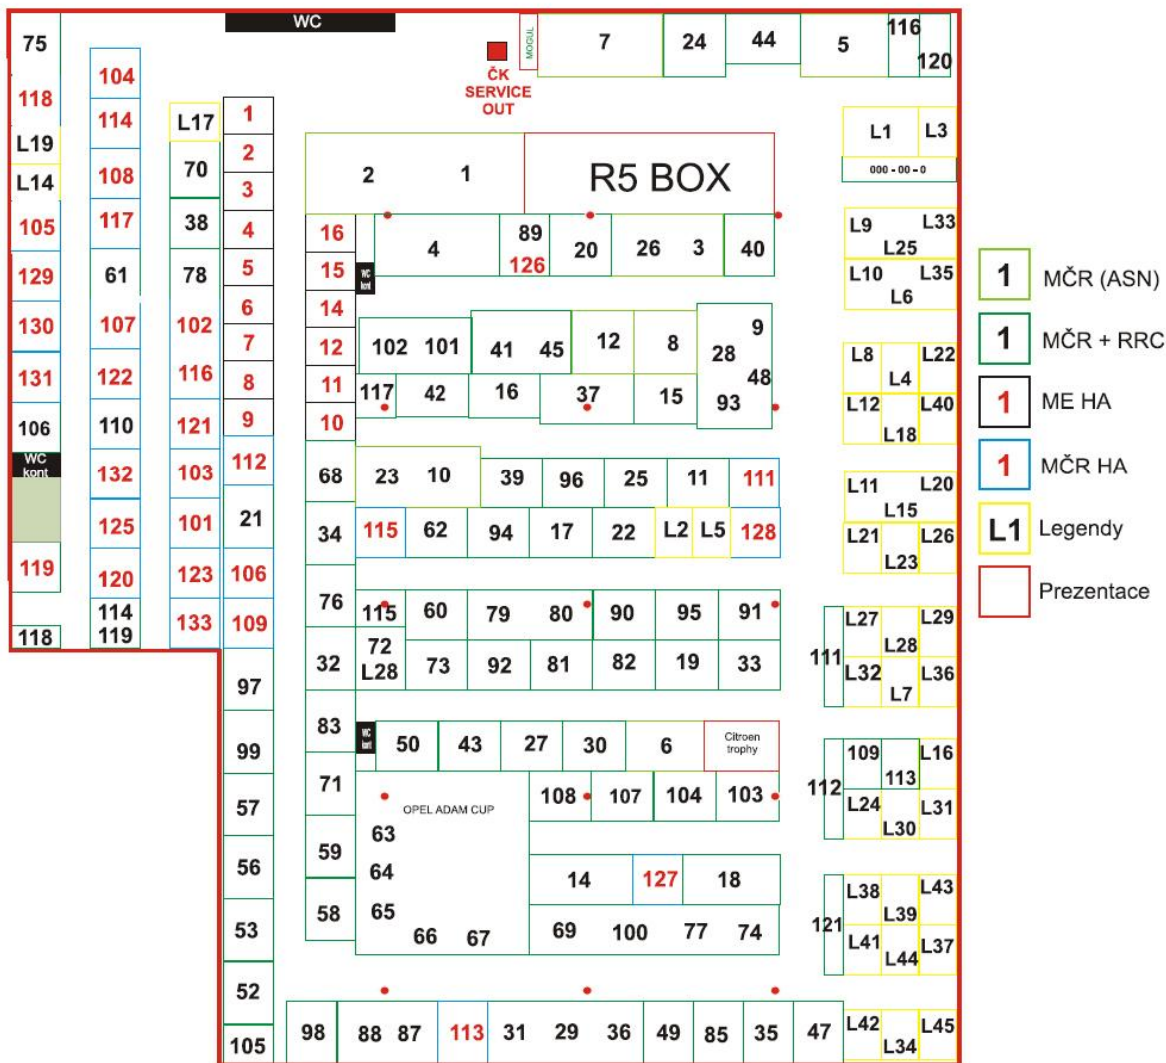 WC
75
118
L19
L14
105
129
130
131
106
WC
kont
119
118
104
114
108
117
61
107
122
110
132
125
120
114
119
L17
70
38
78
102
116
121
103
101
123
133
1
2
3
4
5
6
7
8
9
112
21
106
109
97
99
57
56
53
52
105
ČK
SERVICE
OUT
MOGUL
7
24
44
5
116
120
2 1
R5 BOX
16
15
14
12
11
10
68
34
76
32
83
71
59
58
WC
kont
4
89
126
20
26 3
40
102 101
41 45
12
8
9
28
48
93
117
42
16
37
15
23 10
39
96
25
11
111
115
62
94
17
22
L2
L5
128
115
60
79
80
90
95
91
72
L28
73
92
81
82
19
33
WC
kont
50
43
27
30
6
Citroen
trophy
OPEL ADAM CUP
63
64
65
66 67
108
107
104
103
14
127
18
69 100 77 74
98
88 87
113
31 29 36
49
85
35
47
L1
L3
000 - 00 - 0
L9
L33
L25
L10
L35
L6
L8
L22
L4
L12
L40
L18
L11
L20
L15
L21
L26
L23
111
L27
L29
L28
L32
L36
L7
112
109
L16
113
L24
L31
L30
121
L38
L43
L39
L41
L37
L44
L42
L45
L34
1 MČR (ASN)
1 MČR + RRC
1 ME HA
1 MČR HA
L1 Legendy
Prezentace